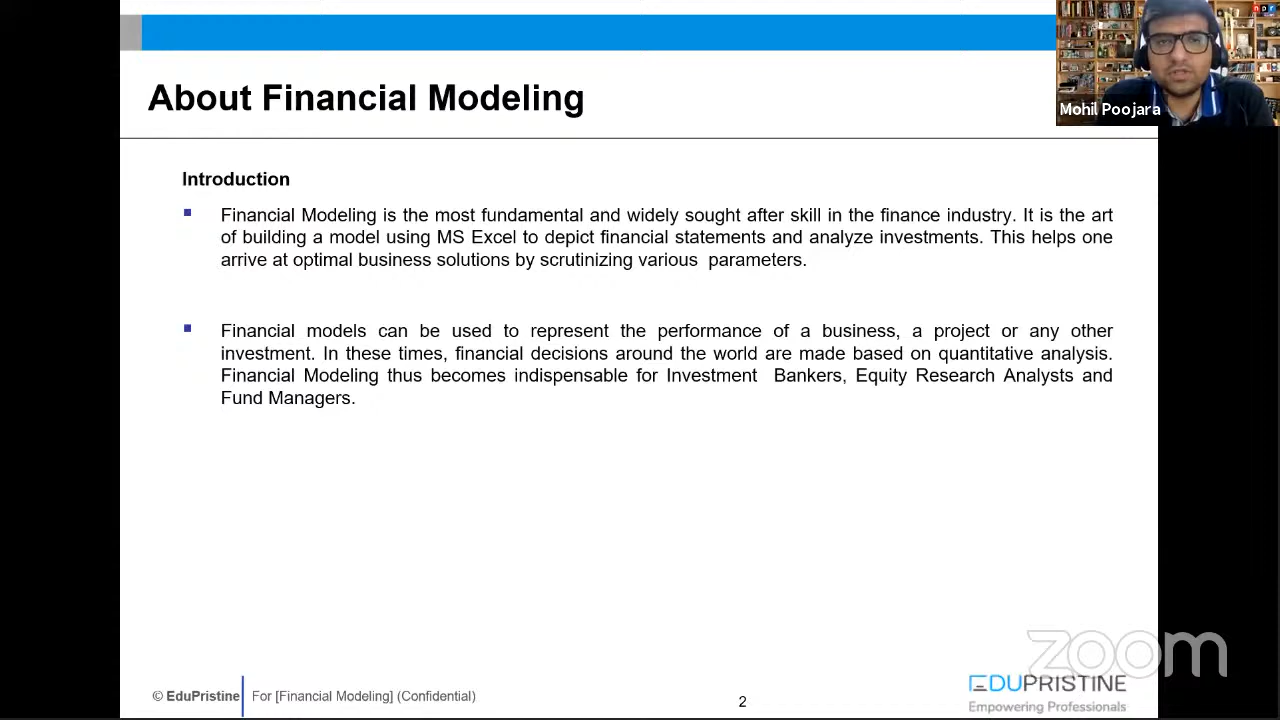 npr
Mohil Poojara
About Financial Modeling
Introduction
Financial Modeling is the most fundamental and widely sought after skill in the finance industry. It is the art
of building a model using MS Excel to depict financial statements and analyze investments. This helps one
arrive at optimal business solutions by scrutinizing various parameters.
Financial models can be used to represent the performance of a business, a project or any other
investment. In these times, financial decisions around the world are made based on quantitative analysis.
Financial Modeling thus becomes indispensable for Investment Bankers, Equity Research Analysts and
Fund Managers.
zoom
© EduPristine
For [Financial Modeling] (Confidential)
2
EDUPRISTINE
Empowering Professionals